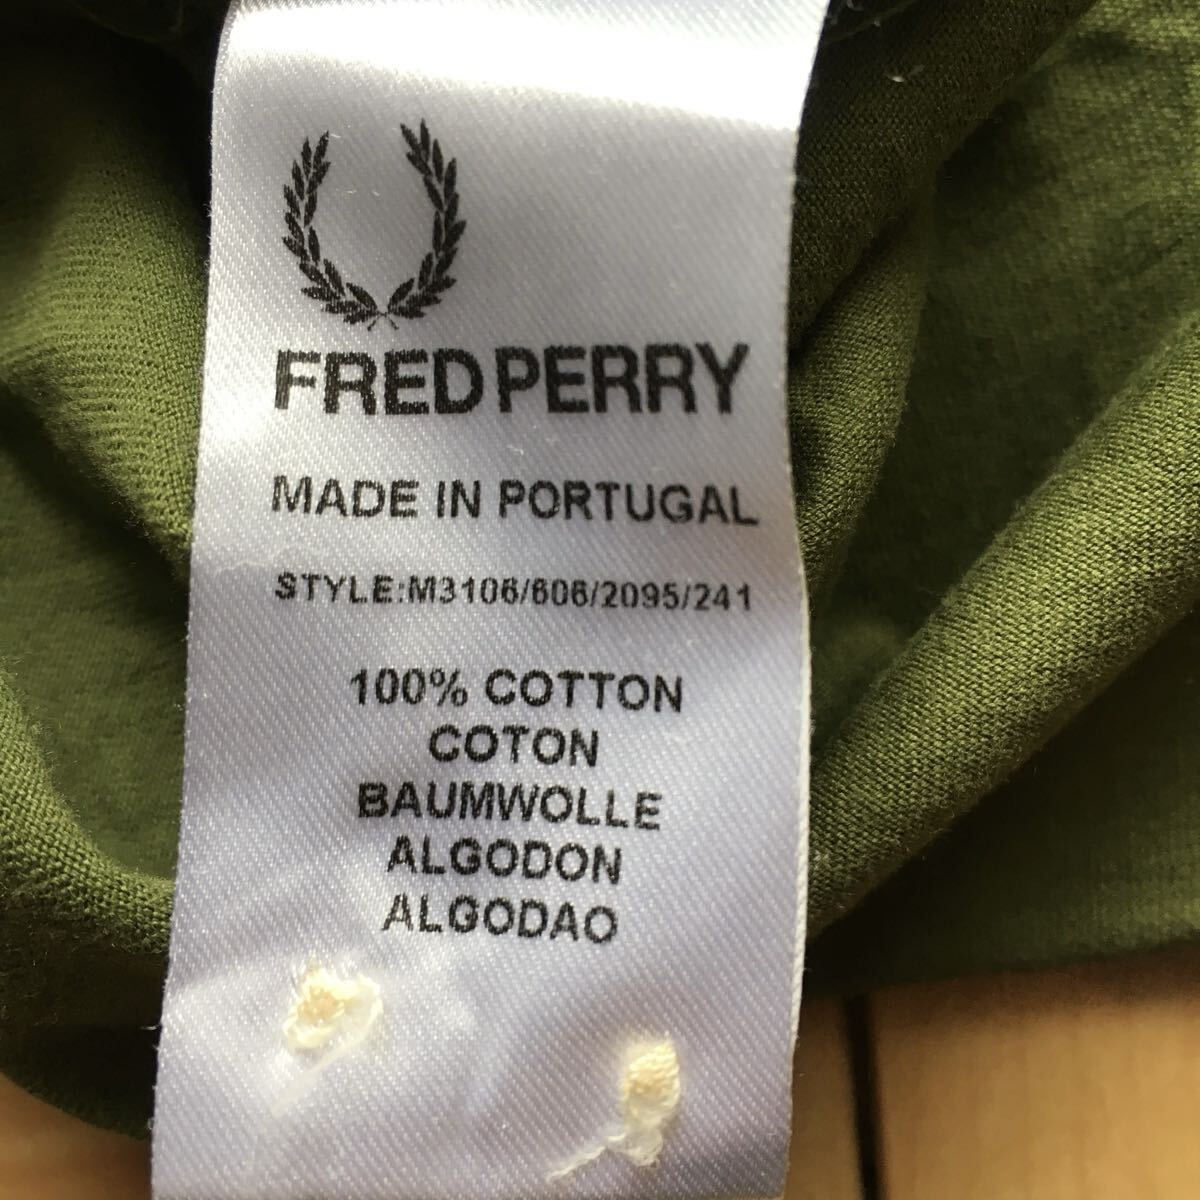 FRED PERRY
MADE IN PORTUGAL
STYLE:M3106/606/2095/241
100% COTTON
COTON
BAUMWOLLE
ALGODON
ALGODAO